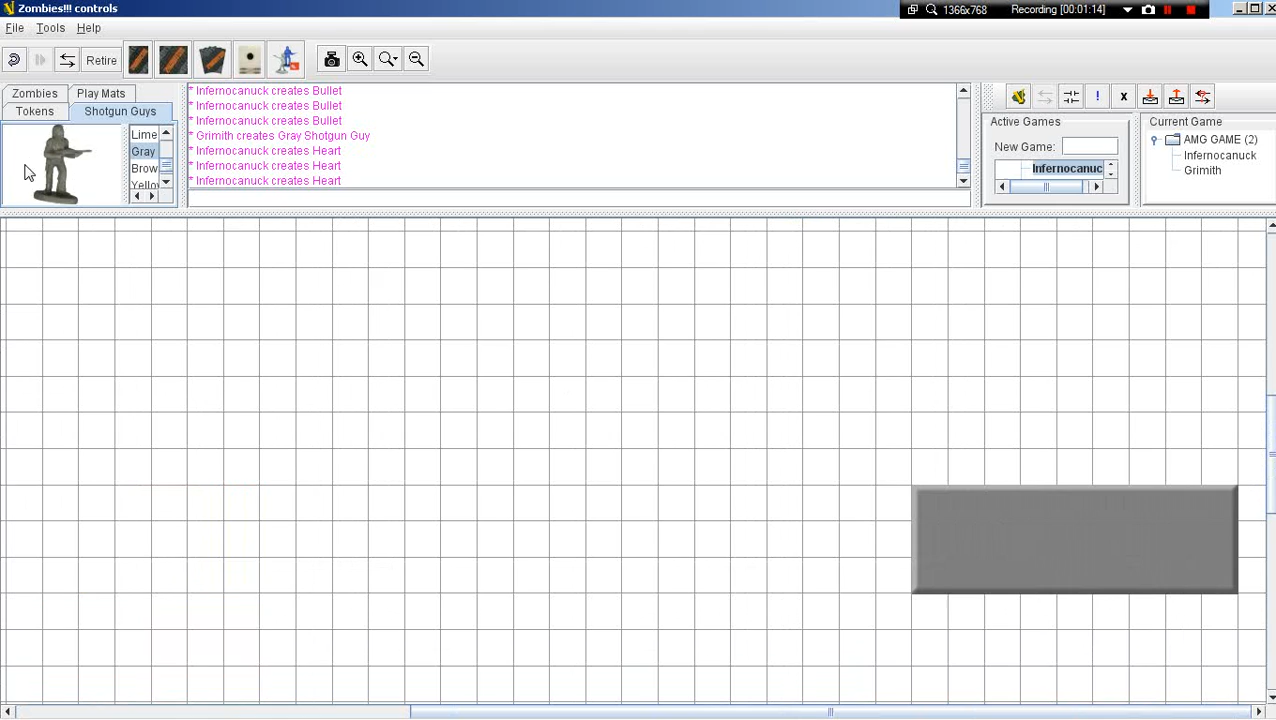 Zombies!!! controls
1366x768
Recording [00:01:14]
File Tools Help
Retire
Zombies Play Mats
Tokens Shotgun Guys
Lime
Gray
Brow
Yellov
* Infernocanuck creates Bullet
* Infernocanuck creates Bullet
* Infernocanuck creates Bullet
* Grimith creates Gray Shotgun Guy
* Infernocanuck creates Heart
* Infernocanuck creates Heart
* Infernocanuck creates Heart
! x
Active Games
New Game:
Infernocanuc
Current Game
AMG GAME (2)
Infernocanuck
Grimith